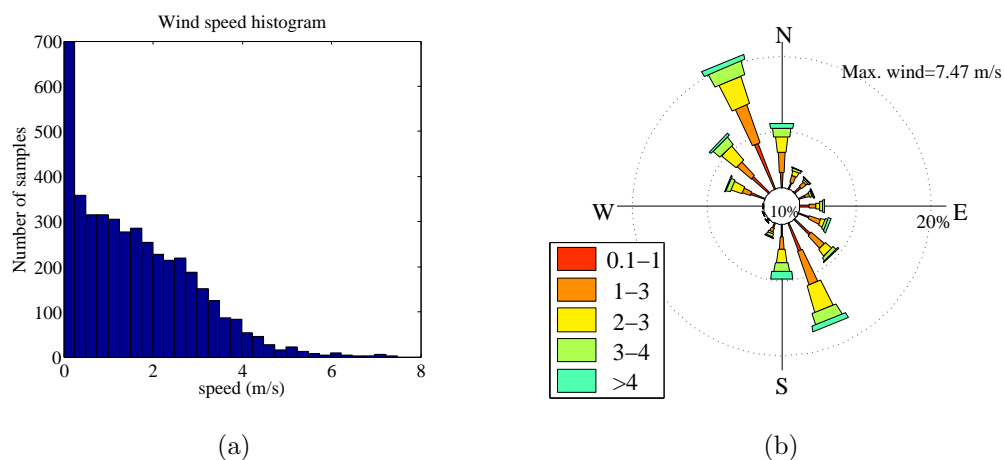 Wind speed histogram
Number of samples
700
600
500
400
300
200
100
0
0 2 4 6 8
speed (m/s)
(a)
N
Max. wind=7.47 m/s
W
E
10%
20%
S
0.1−1
1−3
2−3
3−4
>4
(b)